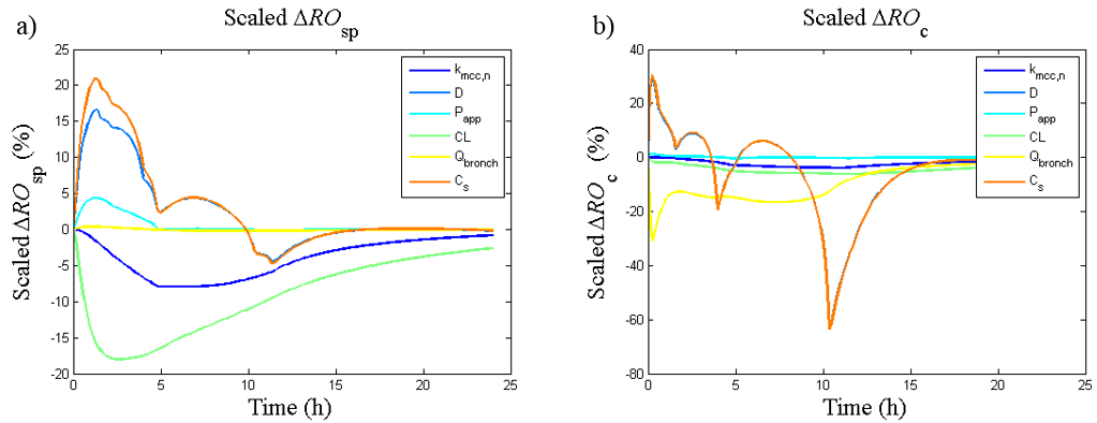 a)
Scaled ΔRO_sp
Scaled ΔRO_sp (%)
25
20
15
10
5
0
-5
-10
-15
-20
0
5
10
15
20
25
Time (h)
k_mcc,n
D
P_app
CL
Q_bronch
C_s
b)
Scaled ΔRO_c
Scaled ΔRO_c (%)
40
20
0
-20
-40
-60
-80
0
5
10
15
20
25
Time (h)
k_mcc,n
D
P_app
CL
Q_bronch
C_s